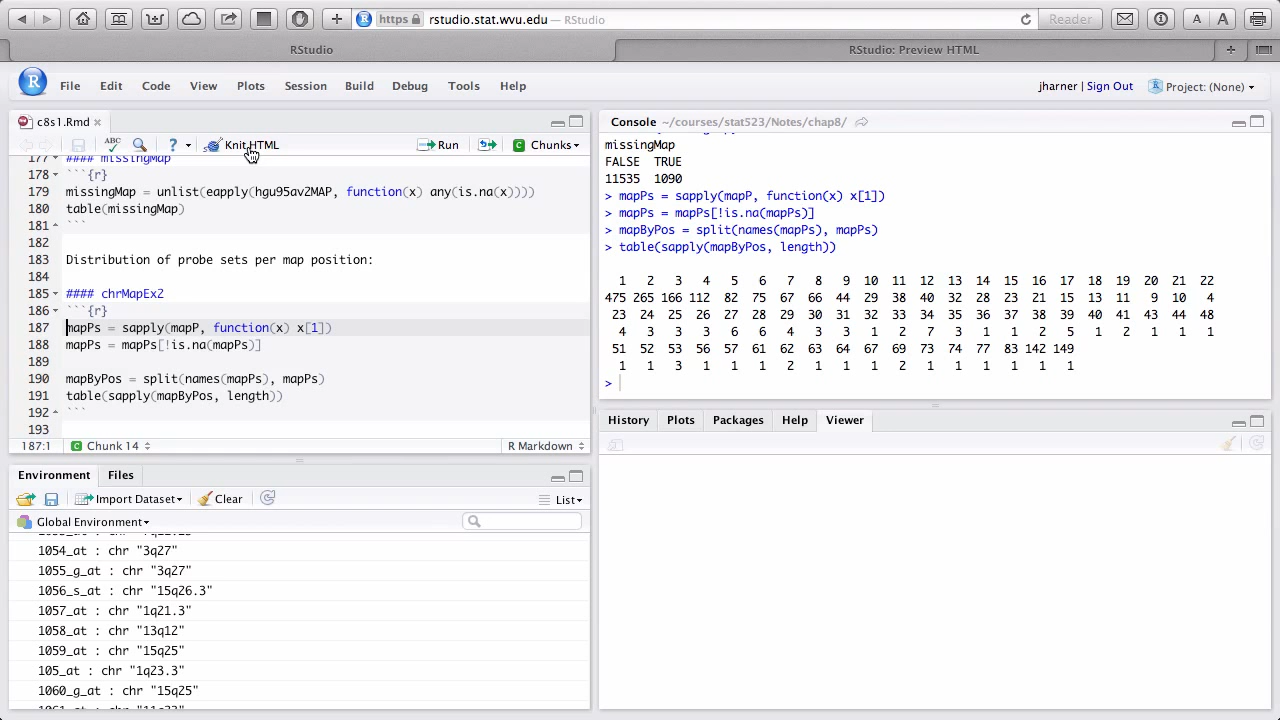 https rstudio.stat.wvu.edu — RStudio
Reader
A A
RStudio
RStudio: Preview HTML
R File Edit Code View Plots Session Build Debug Tools Help
jharner | Sign Out
R Project: (None)
c8s1.Rmd
ABC ? Knit HTML Run C Chunks
177 #### missingMap
178 ```{r}
179 missingMap = unlist(eapply(hgu95av2MAP, function(x) any(is.na(x))))
180 table(missingMap)
181 ```
182
183 Distribution of probe sets per map position:
184
185 #### chrMapEx2
186 ```{r}
187 mapPs = sapply(mapP, function(x) x[1])
188 mapPs = mapPs[!is.na(mapPs)]
189
190 mapByPos = split(names(mapPs), mapPs)
191 table(sapply(mapByPos, length))
192 ```
193
187:1 C Chunk 14 R Markdown
Environment Files
Import Dataset Clear List
Global Environment
1054_at : chr "3q27"
1055_g_at : chr "3q27"
1056_s_at : chr "15q26.3"
1057_at : chr "1q21.3"
1058_at : chr "13q12"
1059_at : chr "15q25"
105_at : chr "1q23.3"
1060_g_at : chr "15q25"
Console ~/courses/stat523/Notes/chap8/
missingMap
FALSE TRUE
11535 1090
> mapPs = sapply(mapP, function(x) x[1])
> mapPs = mapPs[!is.na(mapPs)]
> mapByPos = split(names(mapPs), mapPs)
> table(sapply(mapByPos, length))
1 2 3 4 5 6 7 8 9 10 11 12 13 14 15 16 17 18 19 20 21 22
475 265 166 112 82 75 67 66 44 29 38 40 32 28 23 21 15 13 11 9 10 4
23 24 25 26 27 28 29 30 31 32 33 34 35 36 37 38 39 40 41 43 44 48
4 3 3 3 6 6 4 3 3 1 2 7 3 1 1 2 5 1 2 1 1 1
51 52 53 56 57 61 62 63 64 67 69 73 74 77 83 142 149
1 1 3 1 1 1 2 1 1 1 2 1 1 1 1 1 1
>
History Plots Packages Help Viewer